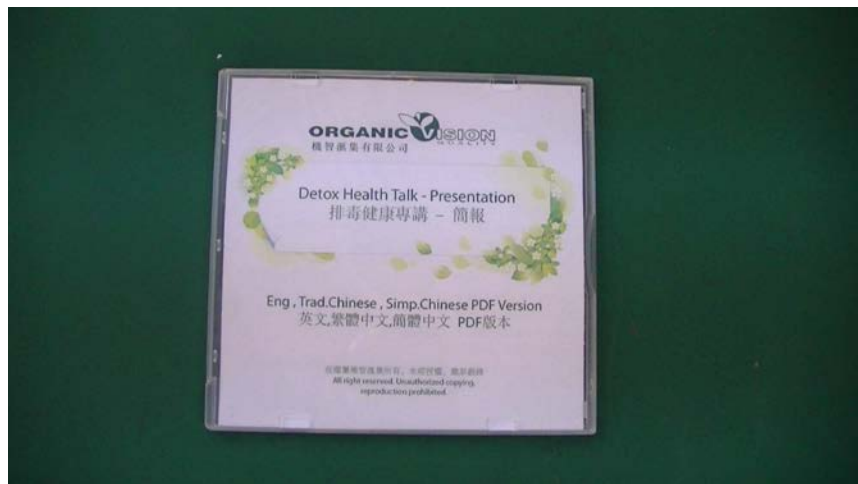 ORGANIC VISION
QUALITY
機智滙集有限公司
Detox Health Talk - Presentation
排毒健康專講 – 簡報
Eng , Trad.Chinese , Simp.Chinese PDF Version
英文,繁體中文,簡體中文 PDF版本
All right reserved. Unauthorized copying,
reproduction prohibited.